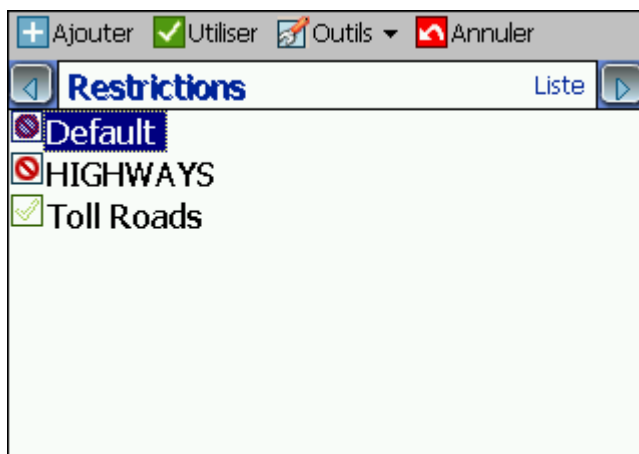 Ajouter Utiliser Outils Annuler
Restrictions Liste
Default
HIGHWAYS
Toll Roads